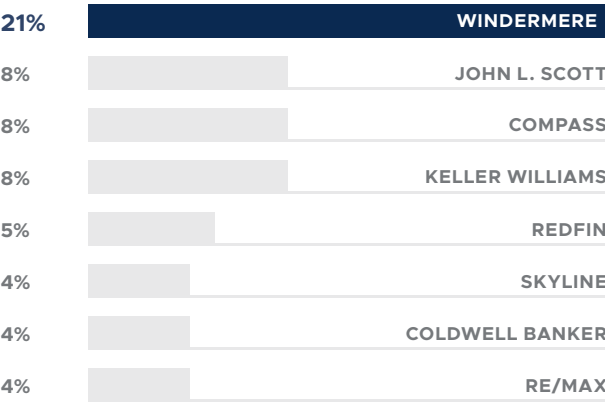 21% WINDERMERE
8% JOHN L. SCOTT
8% COMPASS
8% KELLER WILLIAMS
5% REDFIN
4% SKYLINE
4% COLDWELL BANKER
4% RE/MAX